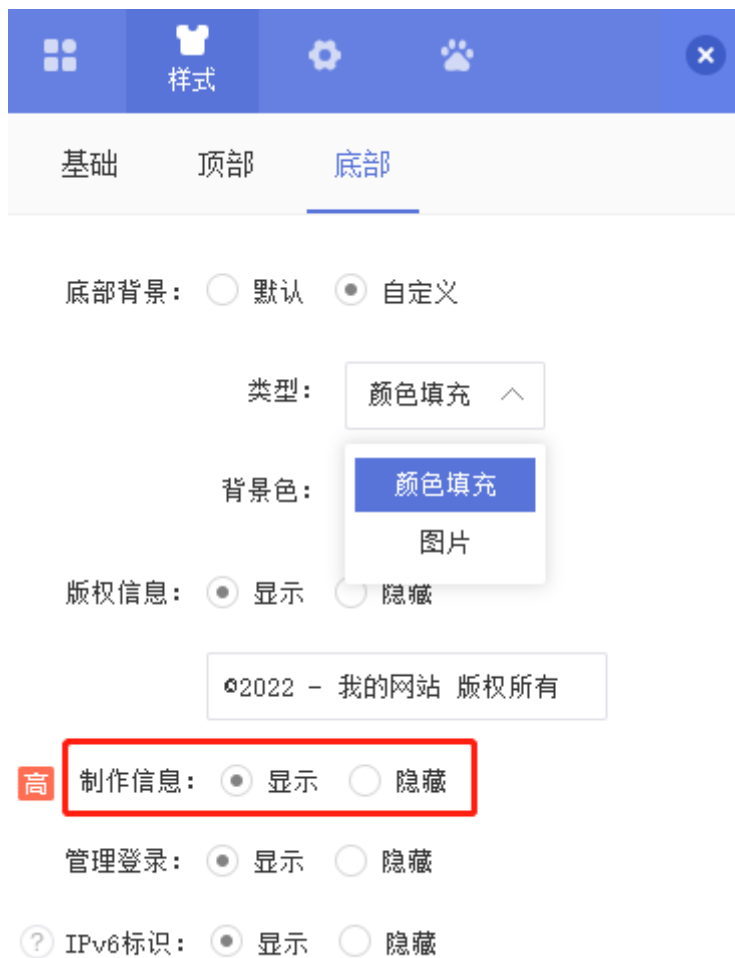 样式
基础 顶部 底部
底部背景： 默认 自定义
类型： 颜色填充
背景色： 颜色填充
图片
版权信息： 显示 隐藏
©2022 - 我的网站 版权所有
高 制作信息： 显示 隐藏
管理登录： 显示 隐藏
? IPv6标识： 显示 隐藏